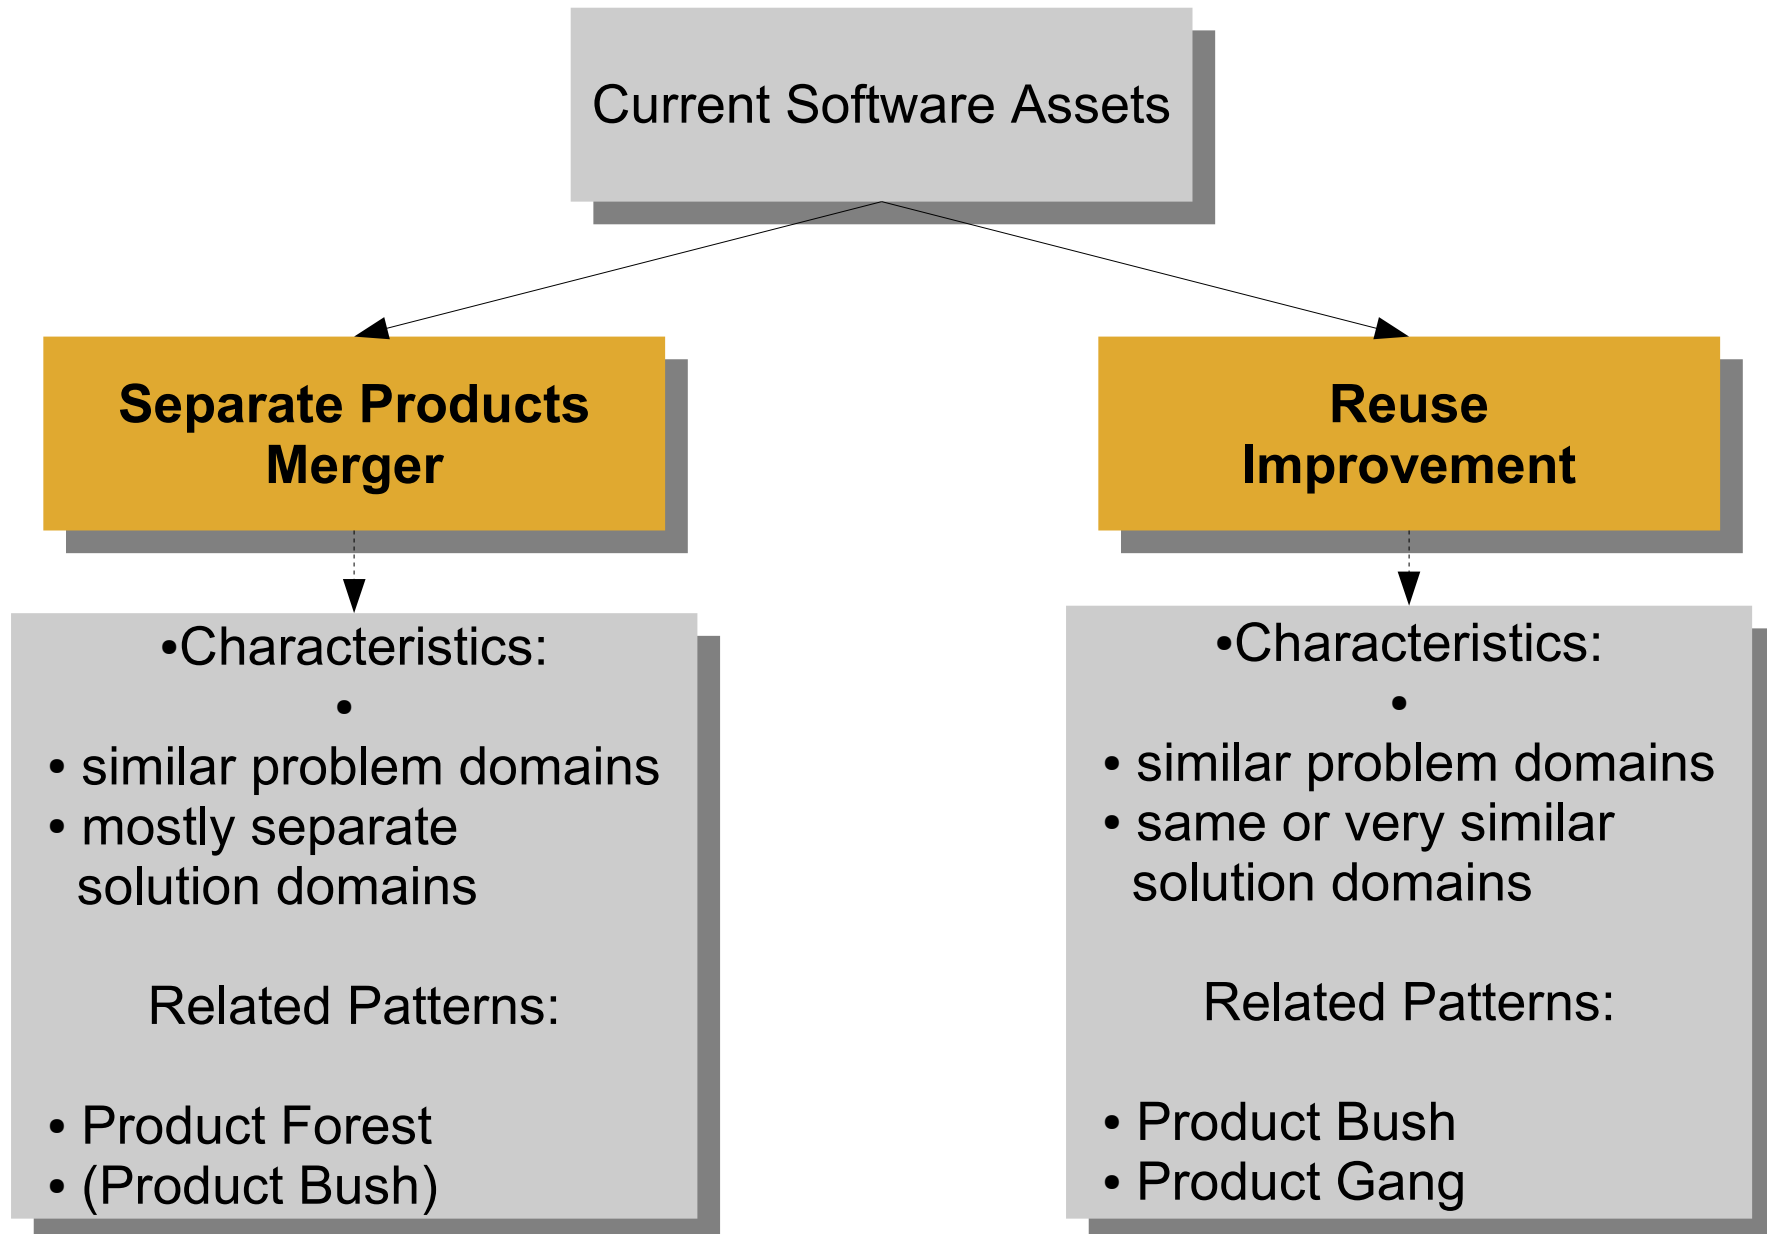 Current Software Assets
Separate Products
Merger
Reuse
Improvement
•Characteristics:
•
• similar problem domains
• mostly separate
solution domains
Related Patterns:
• Product Forest
• (Product Bush)
•Characteristics:
•
• similar problem domains
• same or very similar
solution domains
Related Patterns:
• Product Bush
• Product Gang